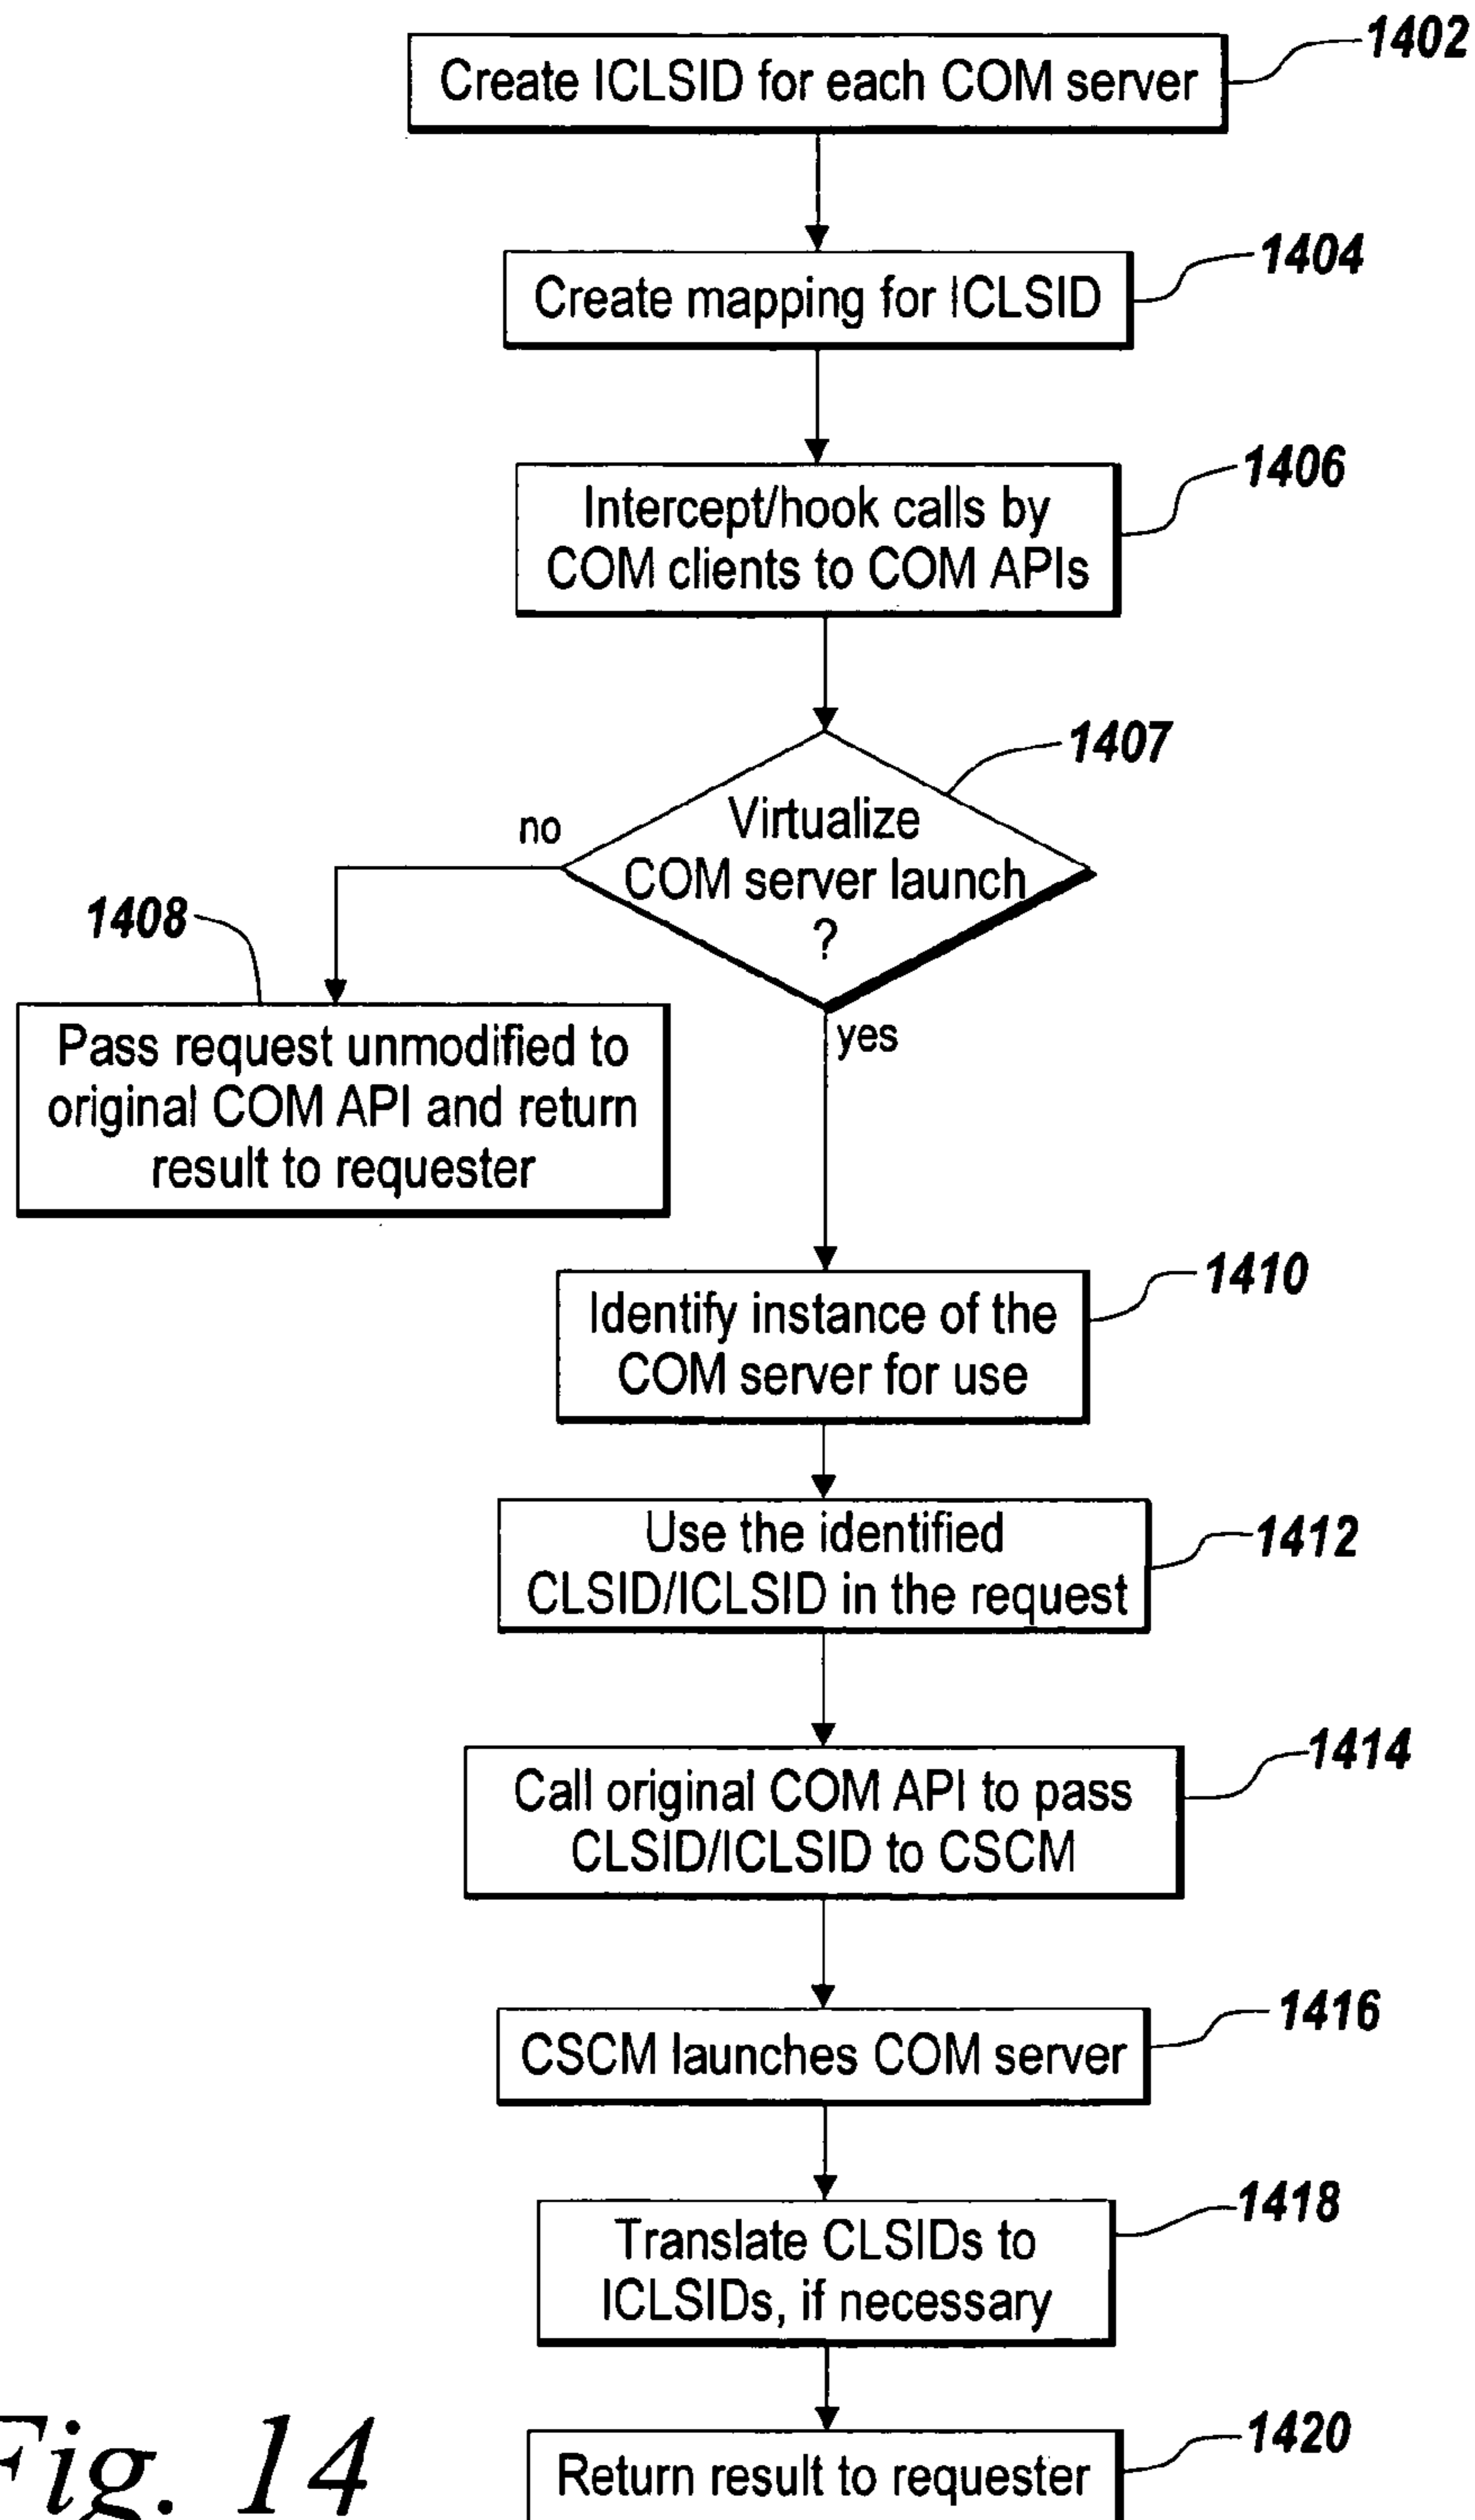 1402
Create ICLSID for each COM server
1404
Create mapping for ICLSID
1406
Intercept/hook calls by
COM clients to COM APIs
1407
Virtualize
COM server launch
?
no
1408
yes
Pass request unmodified to
original COM API and return
result to requester
1410
Identify instance of the
COM server for use
1412
Use the identified
CLSID/ICLSID in the request
1414
Call original COM API to pass
CLSID/ICLSID to CSCM
1416
CSCM launches COM server
1418
Translate CLSIDs to
ICLSIDs, if necessary
1420
Return result to requester
Fig. 14